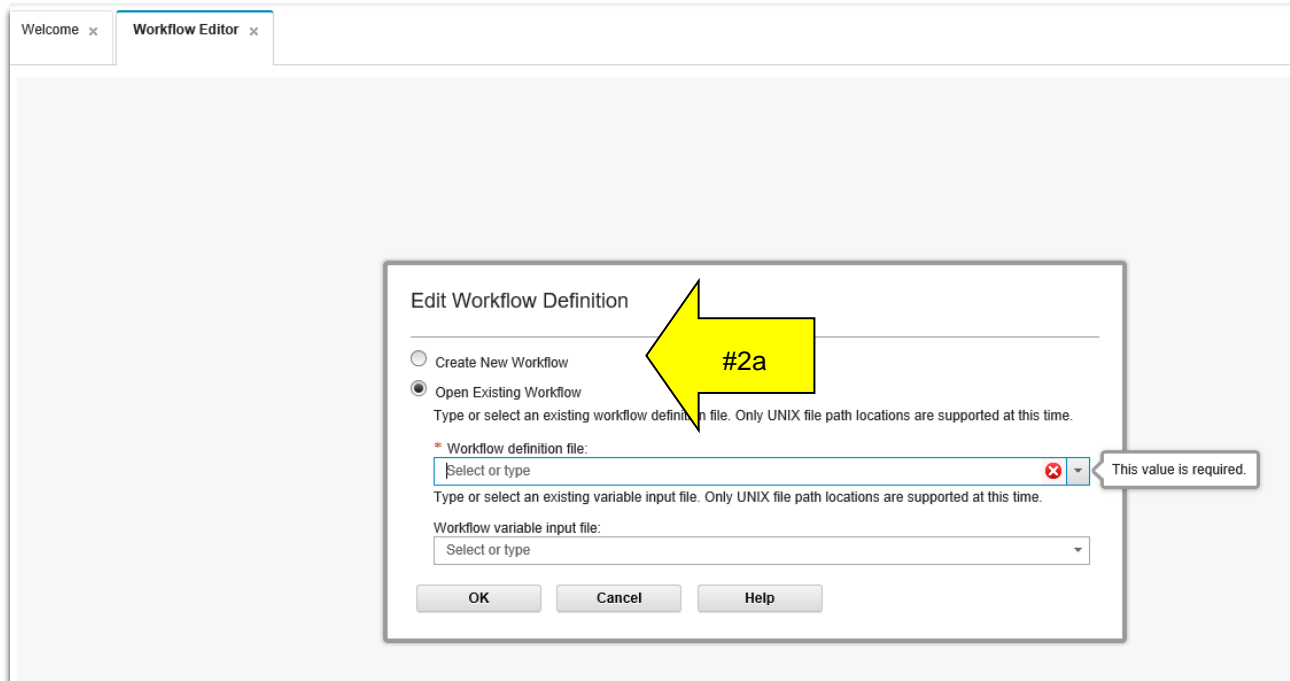 Welcome x
Workflow Editor x
Edit Workflow Definition
Create New Workflow
#2a
Open Existing Workflow
Type or select an existing workflow definition file. Only UNIX file path locations are supported at this time.
* Workflow definition file:
Select or type
This value is required.
Type or select an existing variable input file. Only UNIX file path locations are supported at this time.
Workflow variable input file:
Select or type
OK Cancel Help